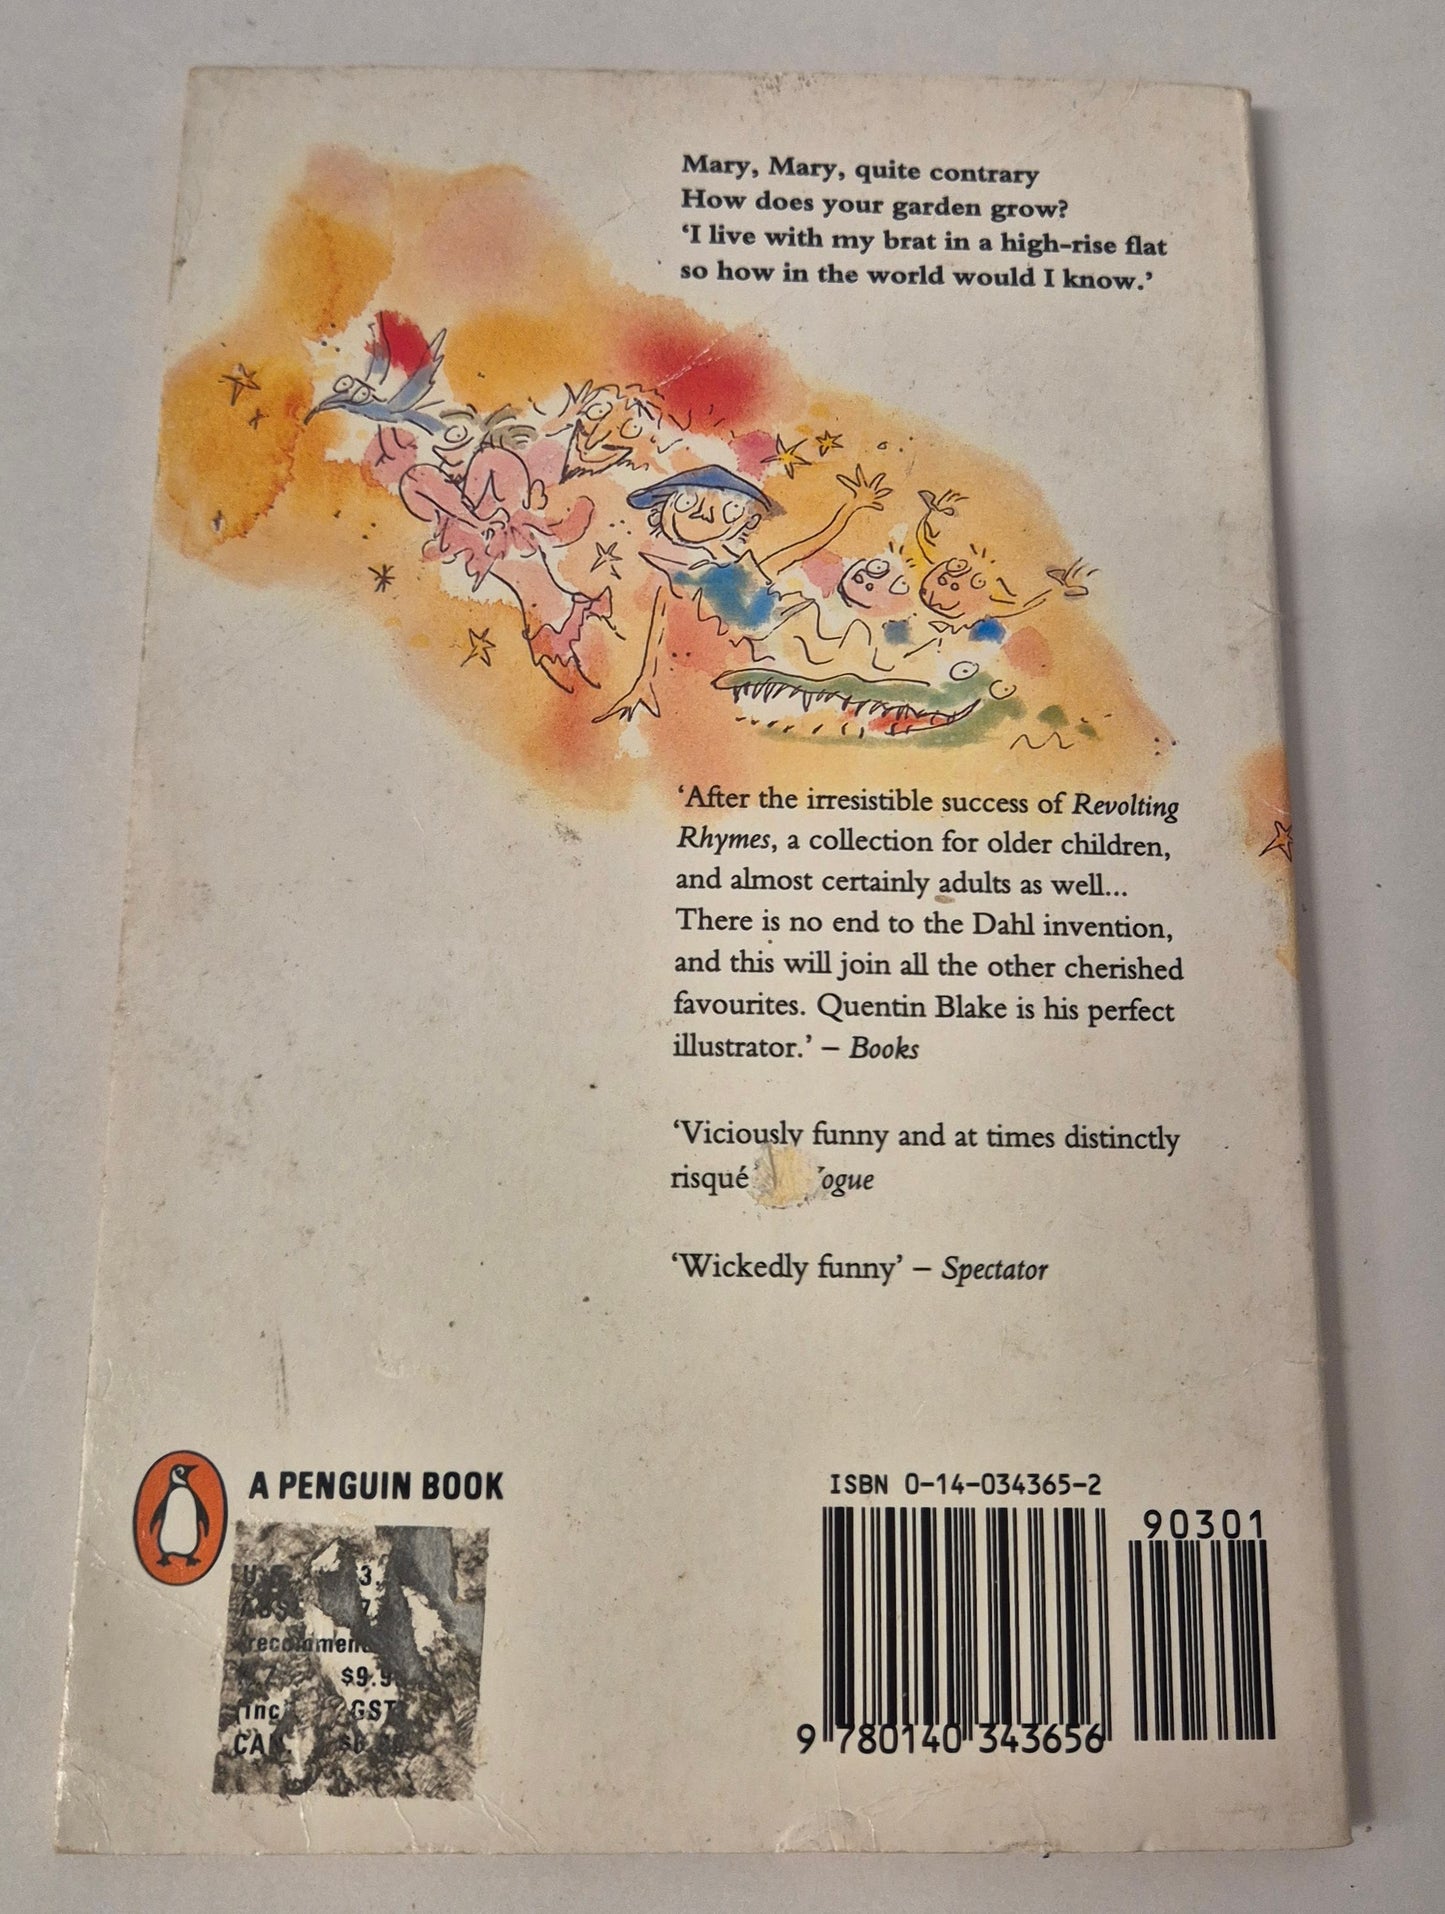 Mary, Mary, quite contrary
How does your garden grow?
‘I live with my brat in a high-rise flat
so how in the world would I know.’
‘After the irresistible success of Revolting
Rhymes, a collection for older children,
and almost certainly adults as well...
There is no end to the Dahl invention,
and this will join all the other cherished
favourites. Quentin Blake is his perfect
illustrator.’ – Books
‘Viciously funny and at times distinctly
risqué
‘Wickedly funny’ – Spectator
A PENGUIN BOOK
ISBN 0-14-034365-2
90301
GST
CAN
9 780140 343656